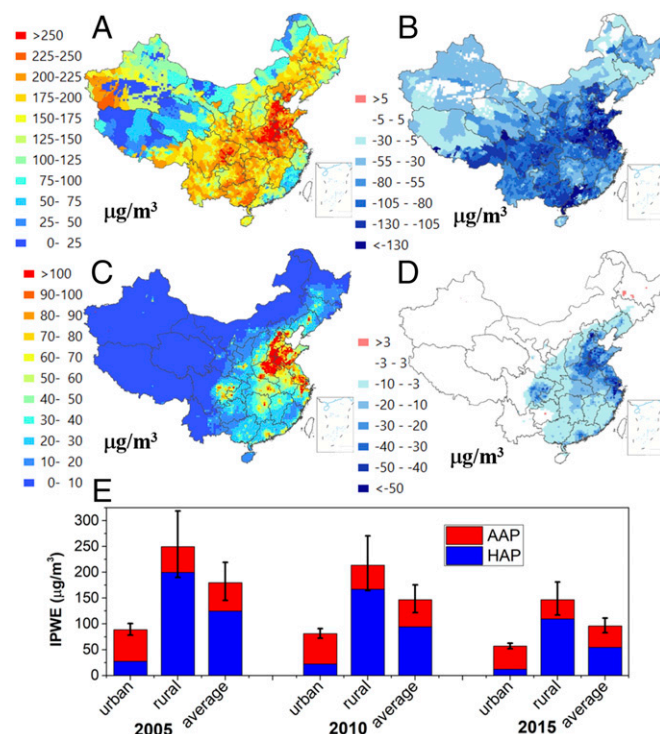 A
>250
225-250
200-225
175-200
150-175
125-150
100-125
75-100
50- 75
25- 50
0- 25
µg/m³
B
>5
-5 - 5
-30 - -5
-55 - -30
-80 - -55
-105 - -80
-130 - -105
<-130
µg/m³
C
>100
90-100
80- 90
70- 80
60- 70
50- 60
40- 50
30- 40
20- 30
10- 20
0- 10
µg/m³
D
>3
-3 - 3
-10 - -3
-20 - -10
-30 - -20
-40 - -30
-50 - -40
<-50
µg/m³
E
IPWE (µg/m³)
300
250
200
150
100
50
0
AAP
HAP
urban rural average urban rural average urban rural average
2005 2010 2015